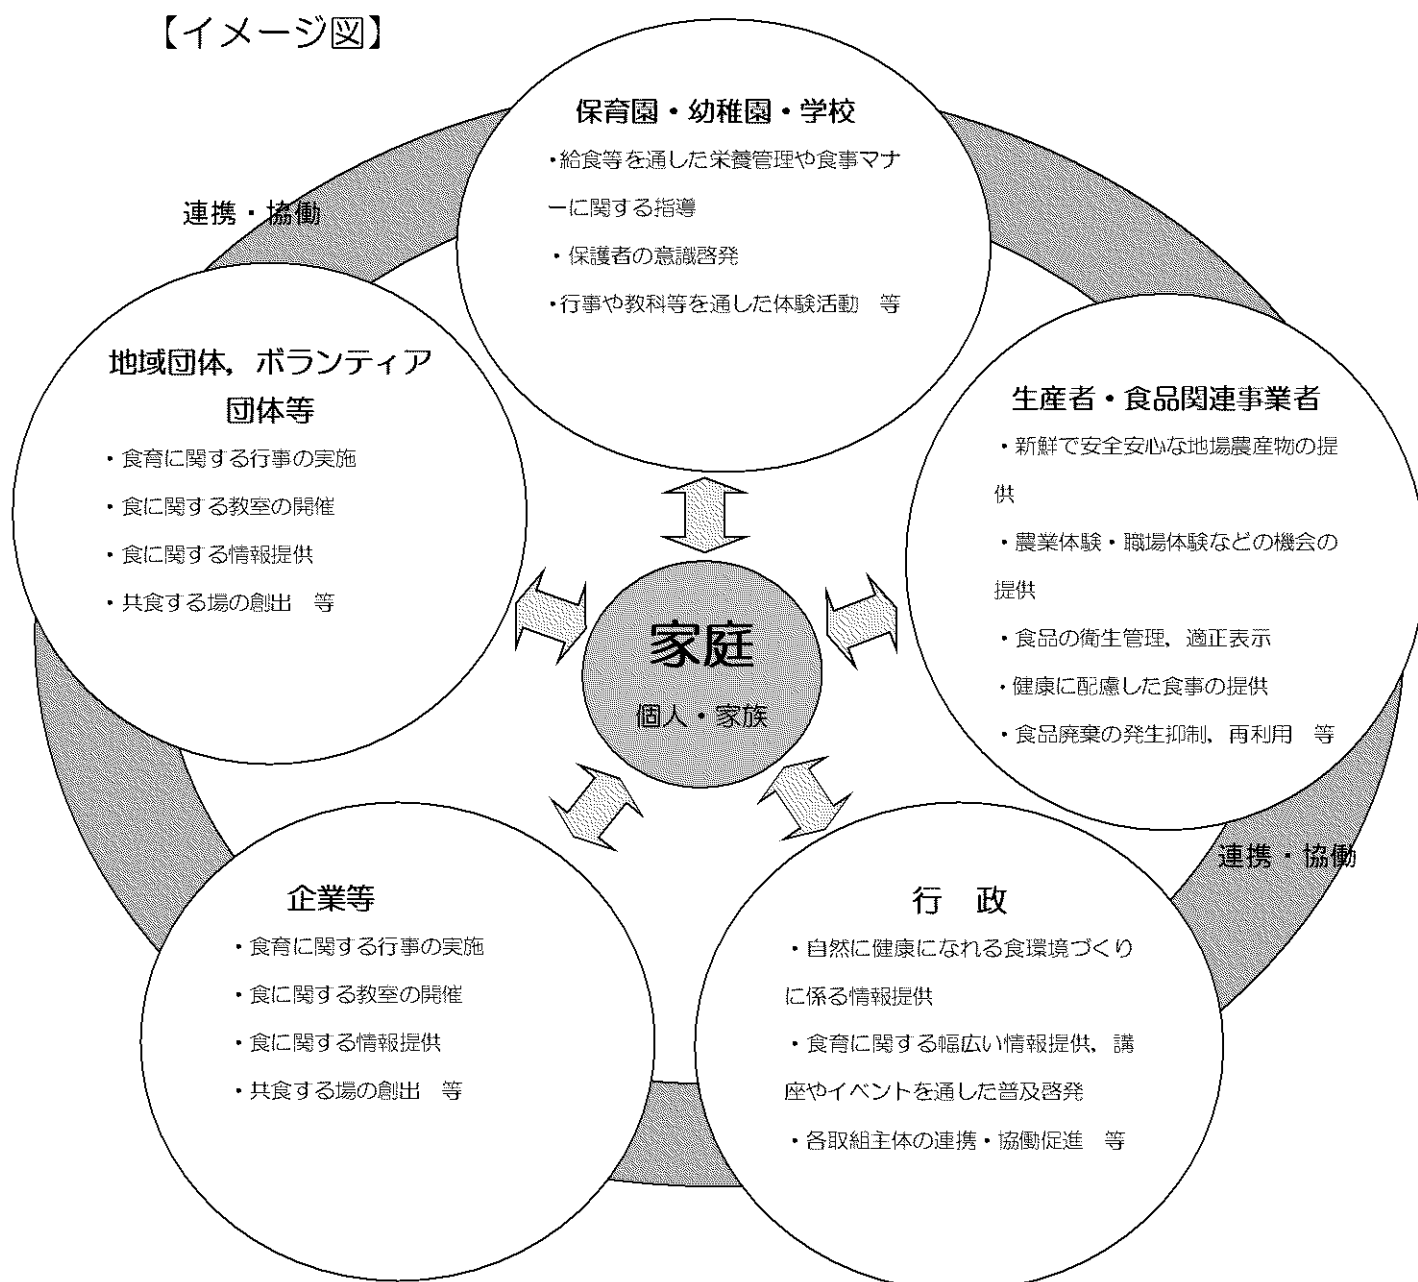 【イメージ図】
保育園・幼稚園・学校
・給食等を通した栄養管理や食事マナ
ーに関する指導
・保護者の意識啓発
・行事や教科等を通した体験活動　等
連携・協働
地域団体，ボランティア
団体等
・食育に関する行事の実施
・食に関する教室の開催
・食に関する情報提供
・共食する場の創出　等
生産者・食品関連事業者
・新鮮で安全安心な地場農産物の提
供
・農業体験・職場体験などの機会の
提供
・食品の衛生管理，適正表示
・健康に配慮した食事の提供
・食品廃棄の発生抑制，再利用　等
家庭
個人・家族
連携・協働
企業等
・食育に関する行事の実施
・食に関する教室の開催
・食に関する情報提供
・共食する場の創出　等
行　政
・自然に健康になれる食環境づくり
に係る情報提供
・食育に関する幅広い情報提供，講
座やイベントを通した普及啓発
・各取組主体の連携・協働促進　等